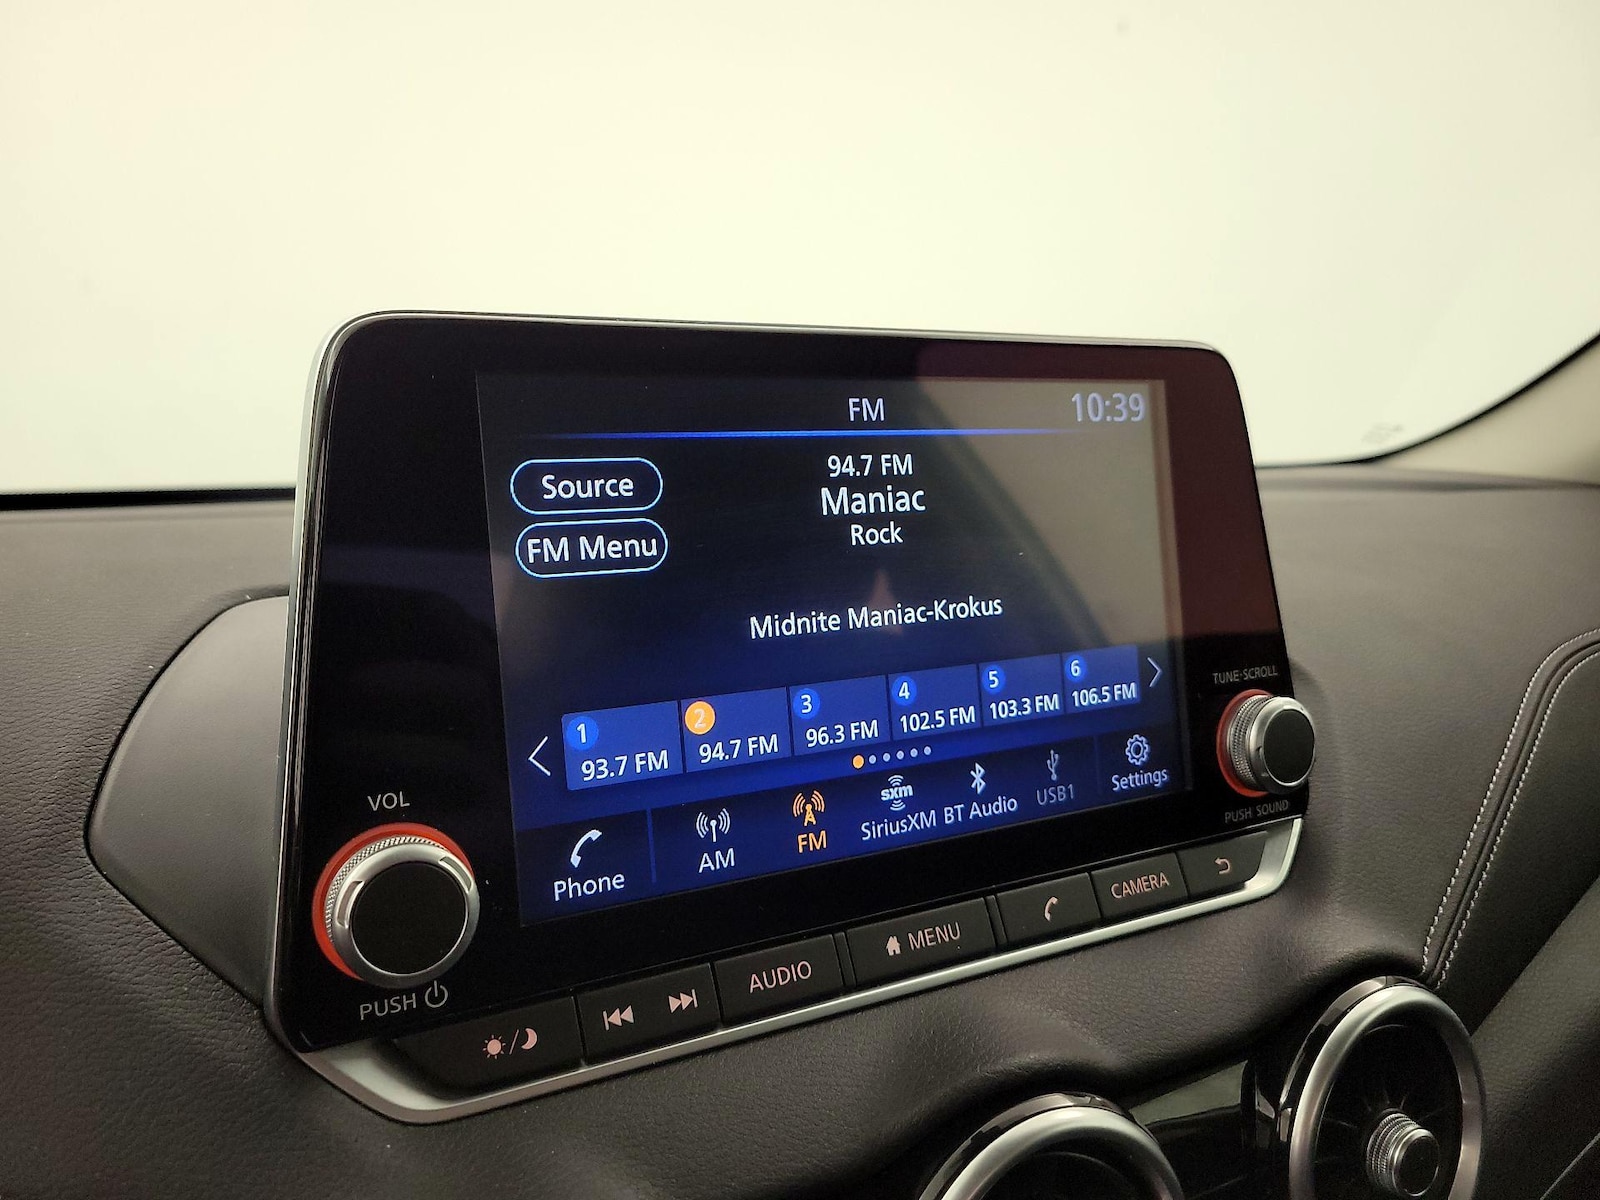 FM 10:39
Source
94.7 FM
Maniac
Rock
FM Menu
Midnite Maniac-Krokus
1 2 3 4 5 6
93.7 FM 94.7 FM 96.3 FM 102.5 FM 103.3 FM 106.5 FM
sxm
Phone AM FM SiriusXM BT Audio USB1 Settings
VOL
PUSH
TUNE·SCROLL
PUSH SOUND
AUDIO MENU CAMERA